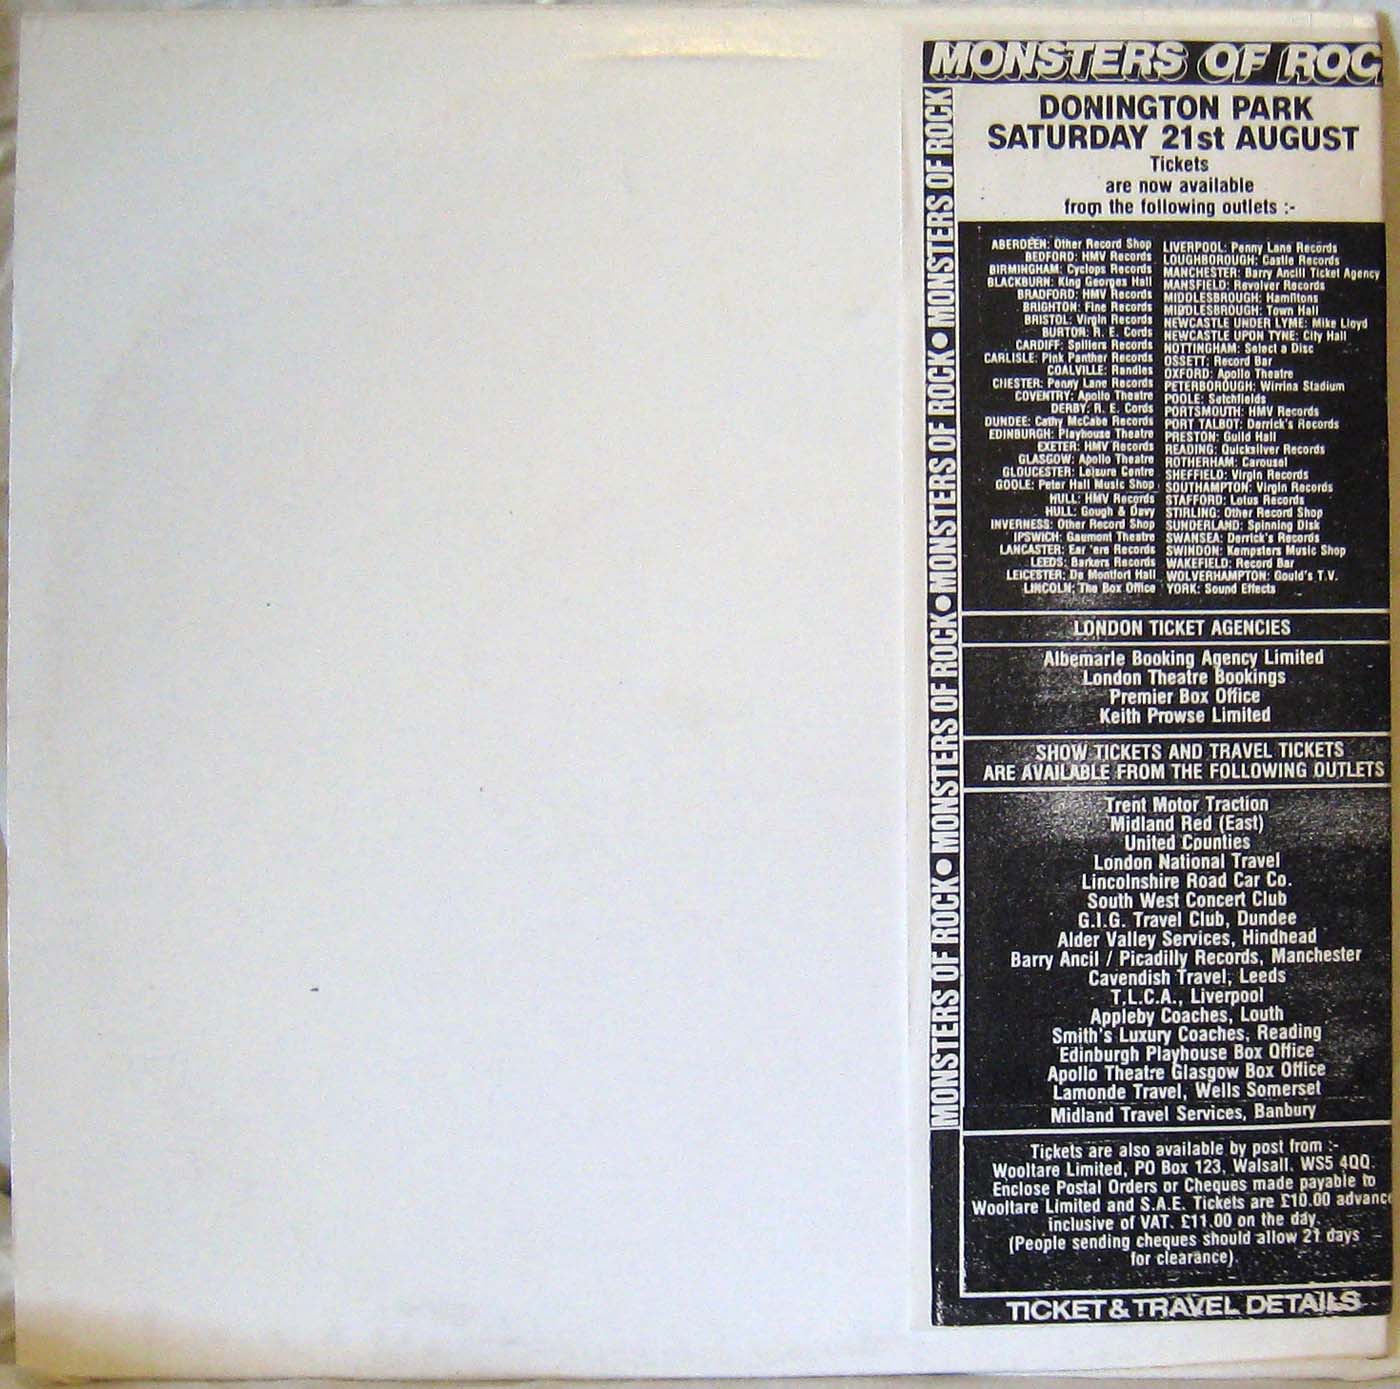 MONSTERS OF ROC
MONSTERS OF ROCK • MONSTERS OF ROCK • MONSTERS OF ROCK • MONSTERS OF ROCK • MONSTERS OF ROCK
DONINGTON PARK
SATURDAY 21st AUGUST
Tickets
are now available
from the following outlets :-
ABERDEEN: Other Record Shop
BEDFORD: HMV Records
BIRMINGHAM: Cyclops Records
BLACKBURN: King Georges Hall
BRADFORD: HMV Records
BRIGHTON: Fine Records
BRISTOL: Virgin Records
BURTON: R. E. Cords
CARDIFF: Spillers Records
CARLISLE: Pink Panther Records
COALVILLE: Randles
CHESTER: Penny Lane Records
COVENTRY: Apollo Theatre
DERBY: R. E. Cords
DUNDEE: Cathy McCabe Records
EDINBURGH: Playhouse Theatre
EXETER: HMV Records
GLASGOW: Apollo Theatre
GLOUCESTER: Leisure Centre
GOOLE: Peter Hall Music Shop
HULL: HMV Records
HULL: Gough & Davy
INVERNESS: Other Record Shop
IPSWICH: Gaumont Theatre
LANCASTER: Ear 'ere Records
LEEDS: Barkers Records
LEICESTER: De Montfort Hall
LINCOLN: The Box Office
LIVERPOOL: Penny Lane Records
LOUGHBOROUGH: Castle Records
MANCHESTER: Barry Ancill Ticket Agency
MANSFIELD: Revolver Records
MIDDLESBROUGH: Hamiltons
MIDDLESBROUGH: Town Hall
NEWCASTLE UNDER LYME: Mike Lloyd
NEWCASTLE UPON TYNE: City Hall
NOTTINGHAM: Select a Disc
OSSETT: Record Bar
OXFORD: Apollo Theatre
PETERBOROUGH: Wirrina Stadium
POOLE: Setchfields
PORTSMOUTH: HMV Records
PORT TALBOT: Derrick's Records
PRESTON: Guild Hall
READING: Quicksilver Records
ROTHERHAM: Carousel
SHEFFIELD: Virgin Records
SOUTHAMPTON: Virgin Records
STAFFORD: Lotus Records
STIRLING: Other Record Shop
SUNDERLAND: Spinning Disk
SWANSEA: Derrick's Records
SWINDON: Kempsters Music Shop
WAKEFIELD: Record Bar
WOLVERHAMPTON: Gould's T.V.
YORK: Sound Effects
LONDON TICKET AGENCIES
Albemarle Booking Agency Limited
London Theatre Bookings
Premier Box Office
Keith Prowse Limited
SHOW TICKETS AND TRAVEL TICKETS
ARE AVAILABLE FROM THE FOLLOWING OUTLETS
Trent Motor Traction
Midland Red (East)
United Counties
London National Travel
Lincolnshire Road Car Co.
South West Concert Club
G.I.G. Travel Club, Dundee
Alder Valley Services, Hindhead
Barry Ancil / Picadilly Records, Manchester
Cavendish Travel, Leeds
T.L.C.A., Liverpool
Appleby Coaches, Louth
Smith's Luxury Coaches, Reading
Edinburgh Playhouse Box Office
Apollo Theatre Glasgow Box Office
Lamonde Travel, Wells Somerset
Midland Travel Services, Banbury
Tickets are also available by post from :-
Wooltare Limited, PO Box 123, Walsall. WS5 4QQ.
Enclose Postal Orders or Cheques made payable to
Wooltare Limited and S.A.E. Tickets are £10.00 advance
inclusive of VAT. £11.00 on the day.
(People sending cheques should allow 21 days
for clearance).
TICKET & TRAVEL DETAILS